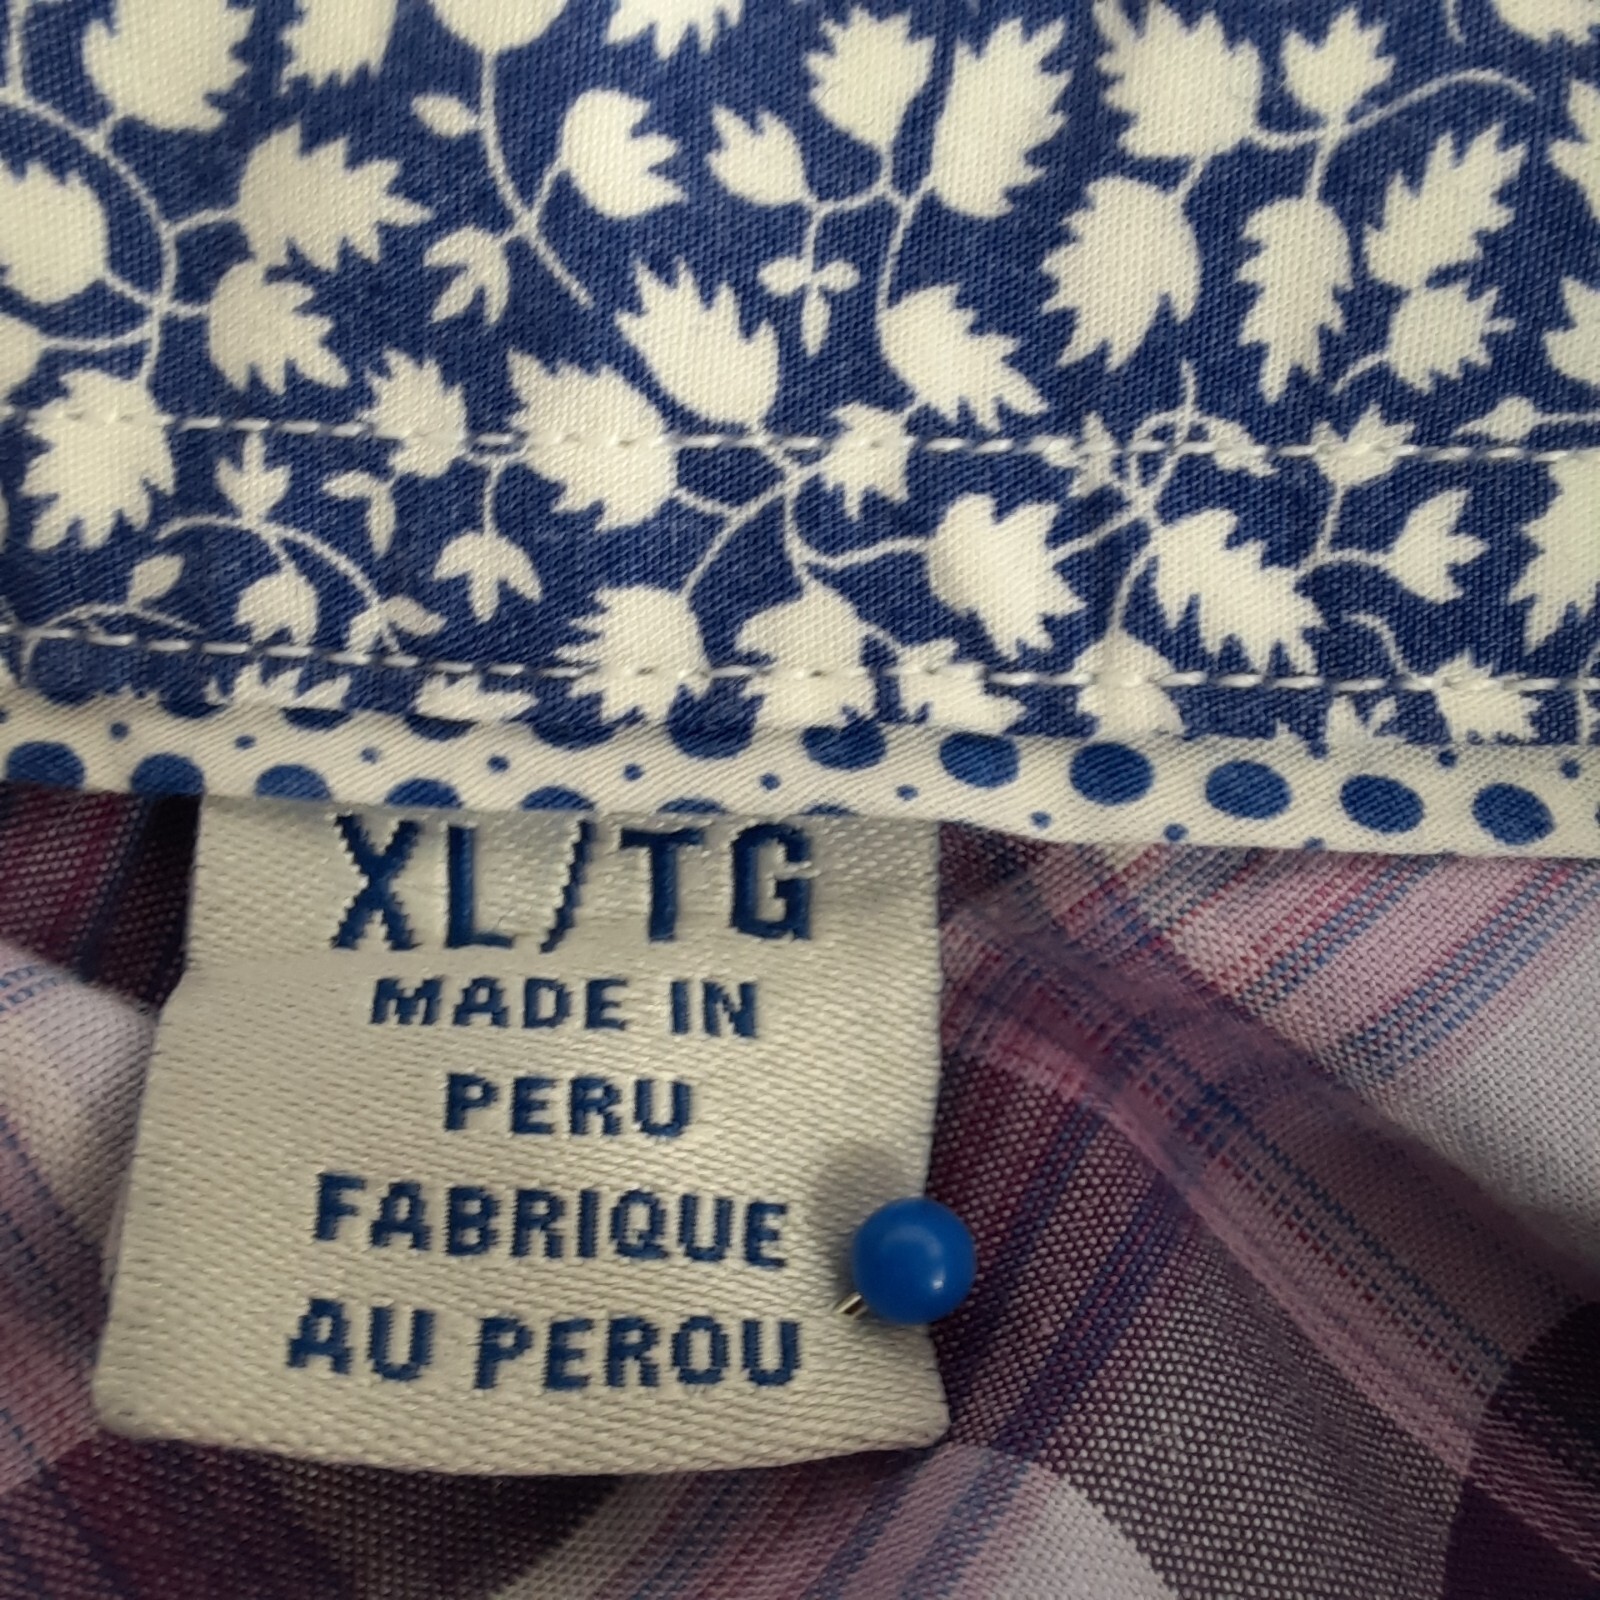 XL/TG
MADE IN
PERU
FABRIQUE
AU PEROU